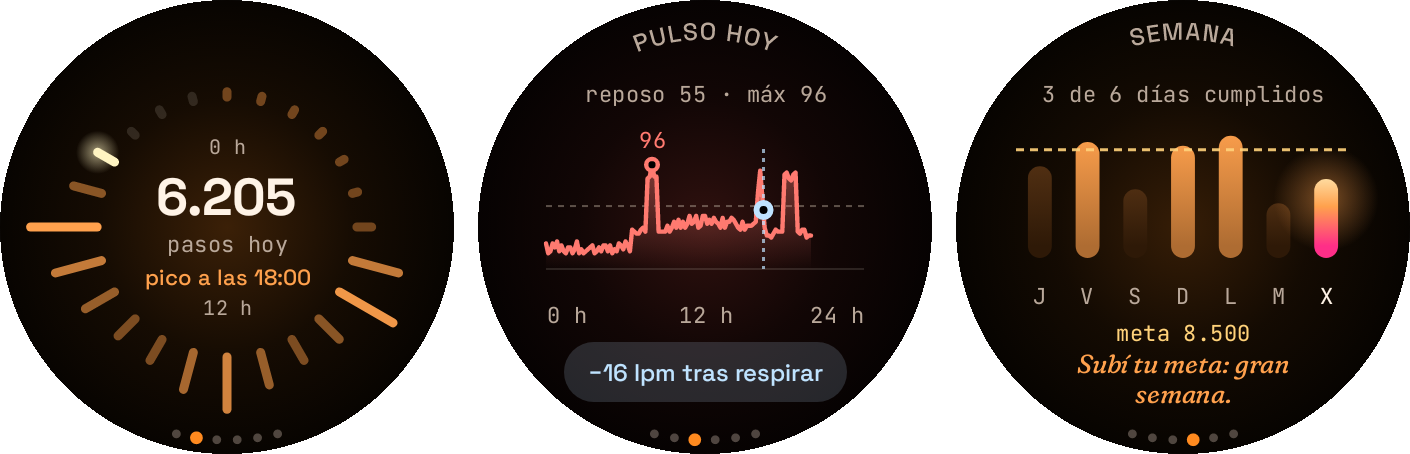 0 h
6.205
pasos hoy
pico a las 18:00
12 h
PULSO HOY
reposo 55 · máx 96
96
0 h 12 h 24 h
−16 lpm tras respirar
SEMANA
3 de 6 días cumplidos
J V S D L M X
meta 8.500
Subí tu meta: gran
semana.